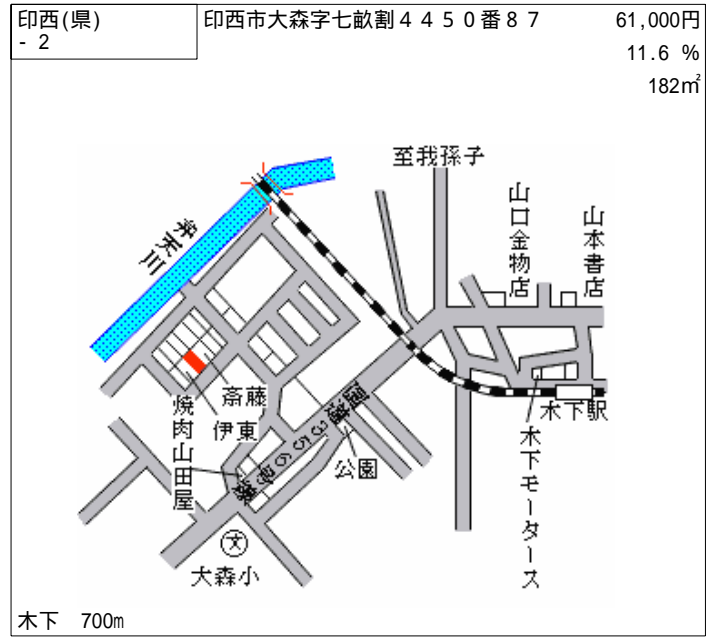 印西(県)
- 2
印西市大森字七畝割４４５０番８７
61,000円
11.6 %
182㎡
至我孫子
山口金物店
山本書店
弁天川
斎藤
伊東
焼肉山田屋
国道３５６号線
公園
木下駅
木下モータース
文
大森小
木下 700m